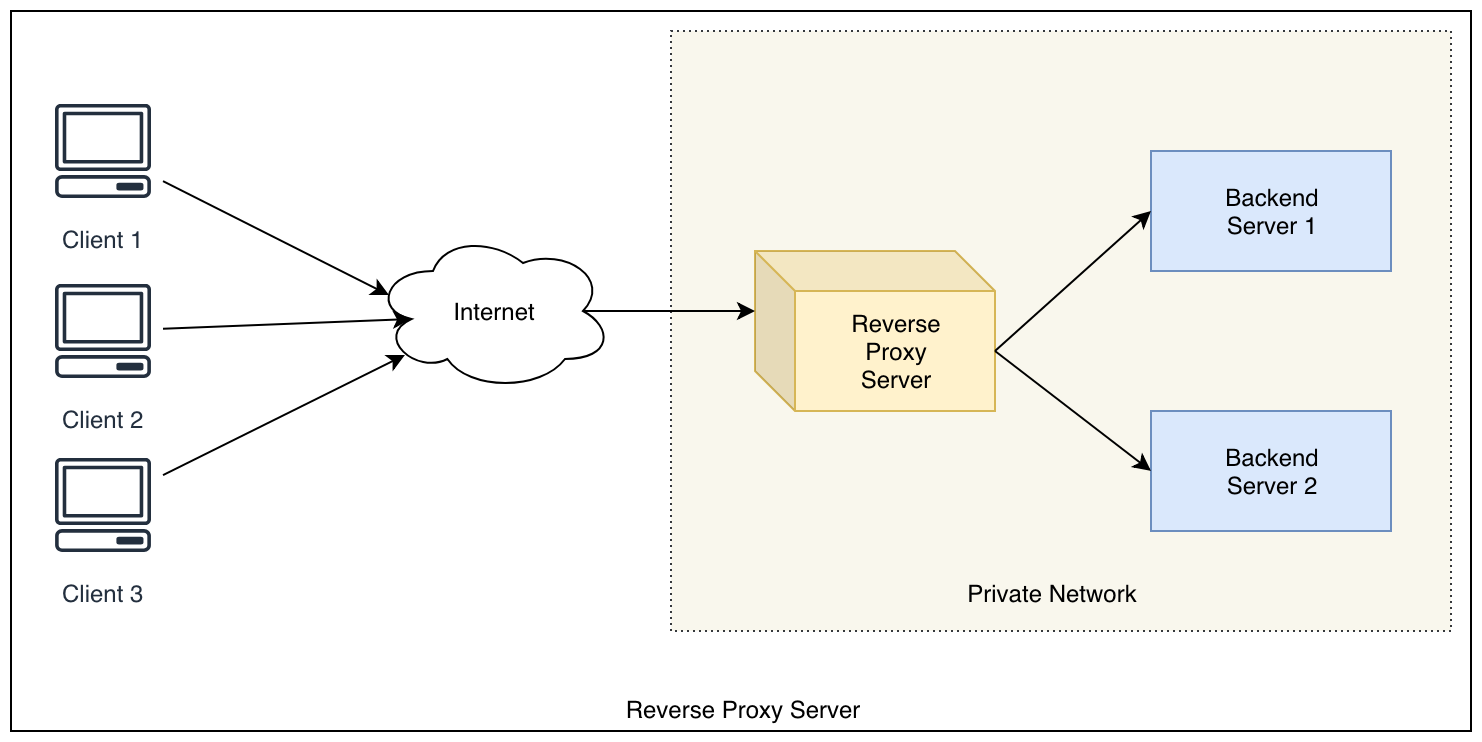 Client 1
Client 2
Client 3
Internet
Reverse
Proxy
Server
Backend
Server 1
Backend
Server 2
Private Network
Reverse Proxy Server